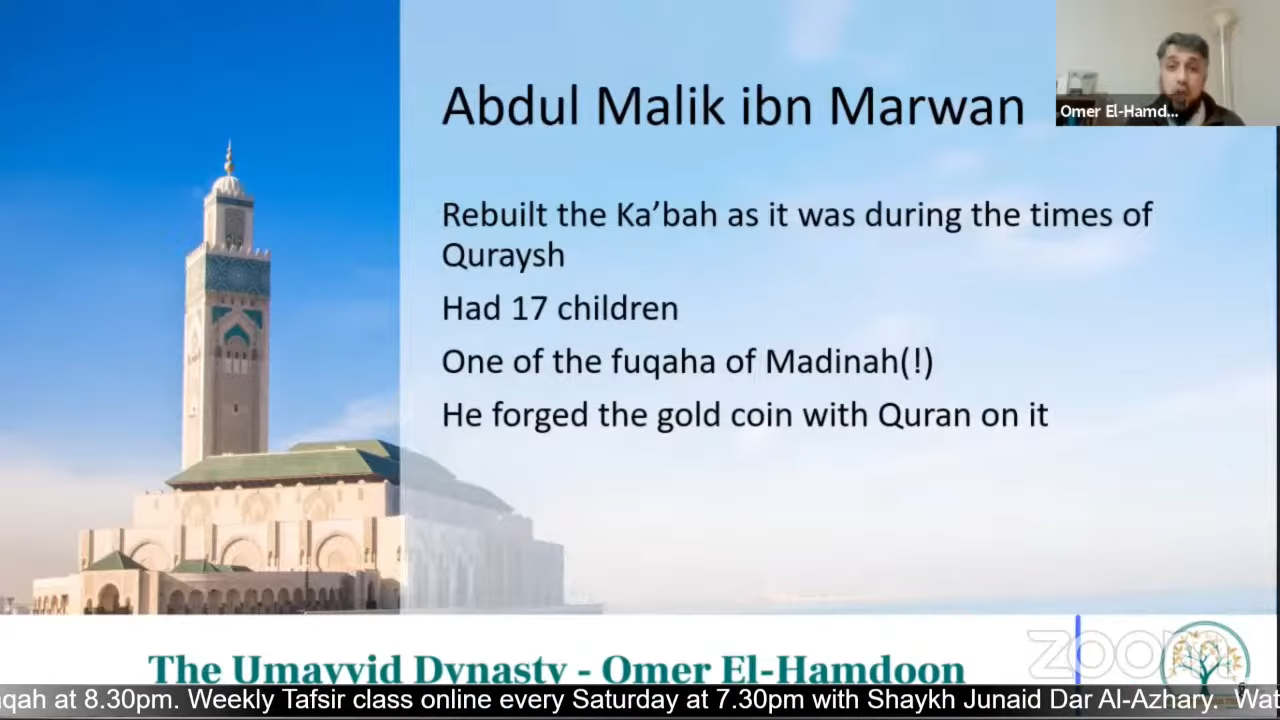 Abdul Malik ibn Marwan
Omer El-Hamd...
Rebuilt the Ka’bah as it was during the times of
Quraysh
Had 17 children
One of the fuqaha of Madinah(!)
He forged the gold coin with Quran on it
zoom
The Umayyid Dynasty - Omer El-Hamdoon
at 8.30pm. Weekly Tafsir class online every Saturday at 7.30pm with Shaykh Junaid Dar Al-Azhary.